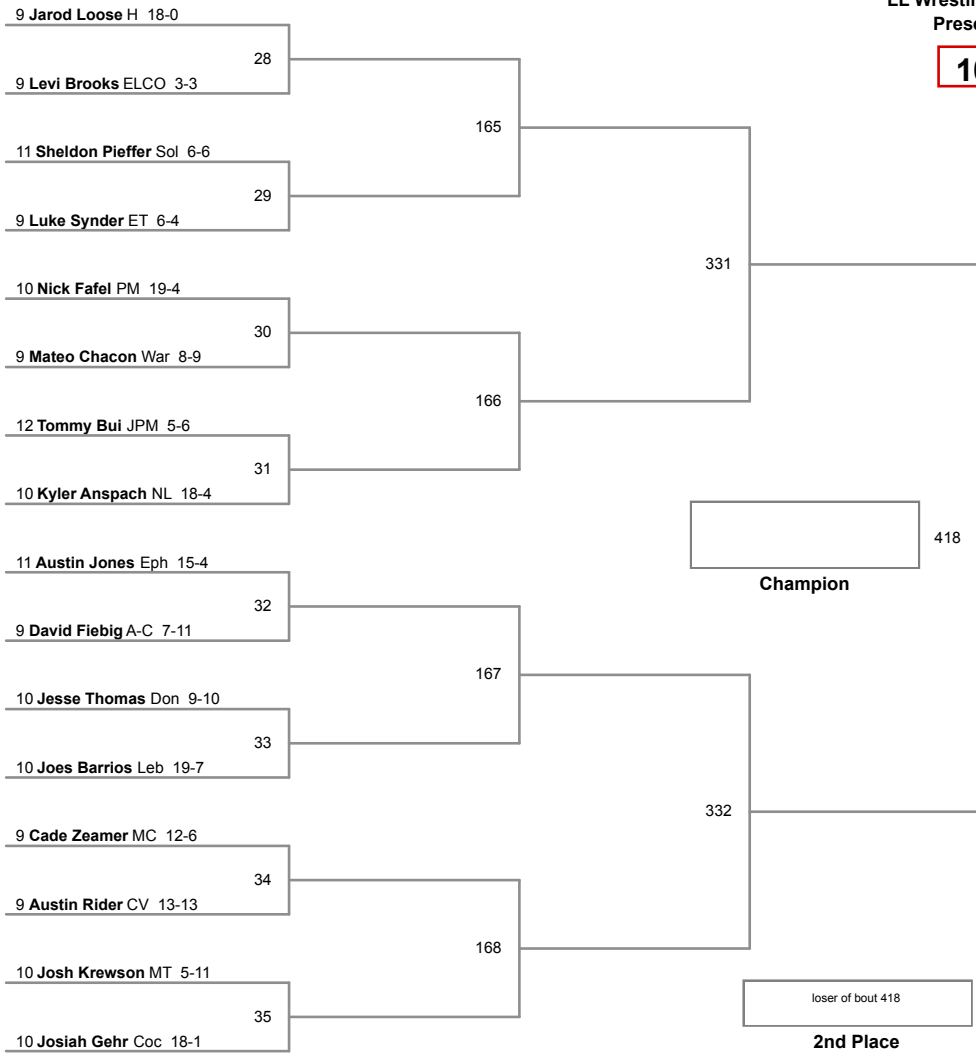 LL Wrestlin
Prese
10
9 Jarod Loose H 18-0
28
9 Levi Brooks ELCO 3-3
165
11 Sheldon Pieffer Sol 6-6
29
9 Luke Synder ET 6-4
331
10 Nick Fafel PM 19-4
30
9 Mateo Chacon War 8-9
166
12 Tommy Bui JPM 5-6
31
10 Kyler Anspach NL 18-4
418
Champion
11 Austin Jones Eph 15-4
32
9 David Fiebig A-C 7-11
167
10 Jesse Thomas Don 9-10
33
10 Joes Barrios Leb 19-7
332
9 Cade Zeamer MC 12-6
34
9 Austin Rider CV 13-13
168
10 Josh Krewson MT 5-11
35
10 Josiah Gehr Coc 18-1
loser of bout 418
2nd Place